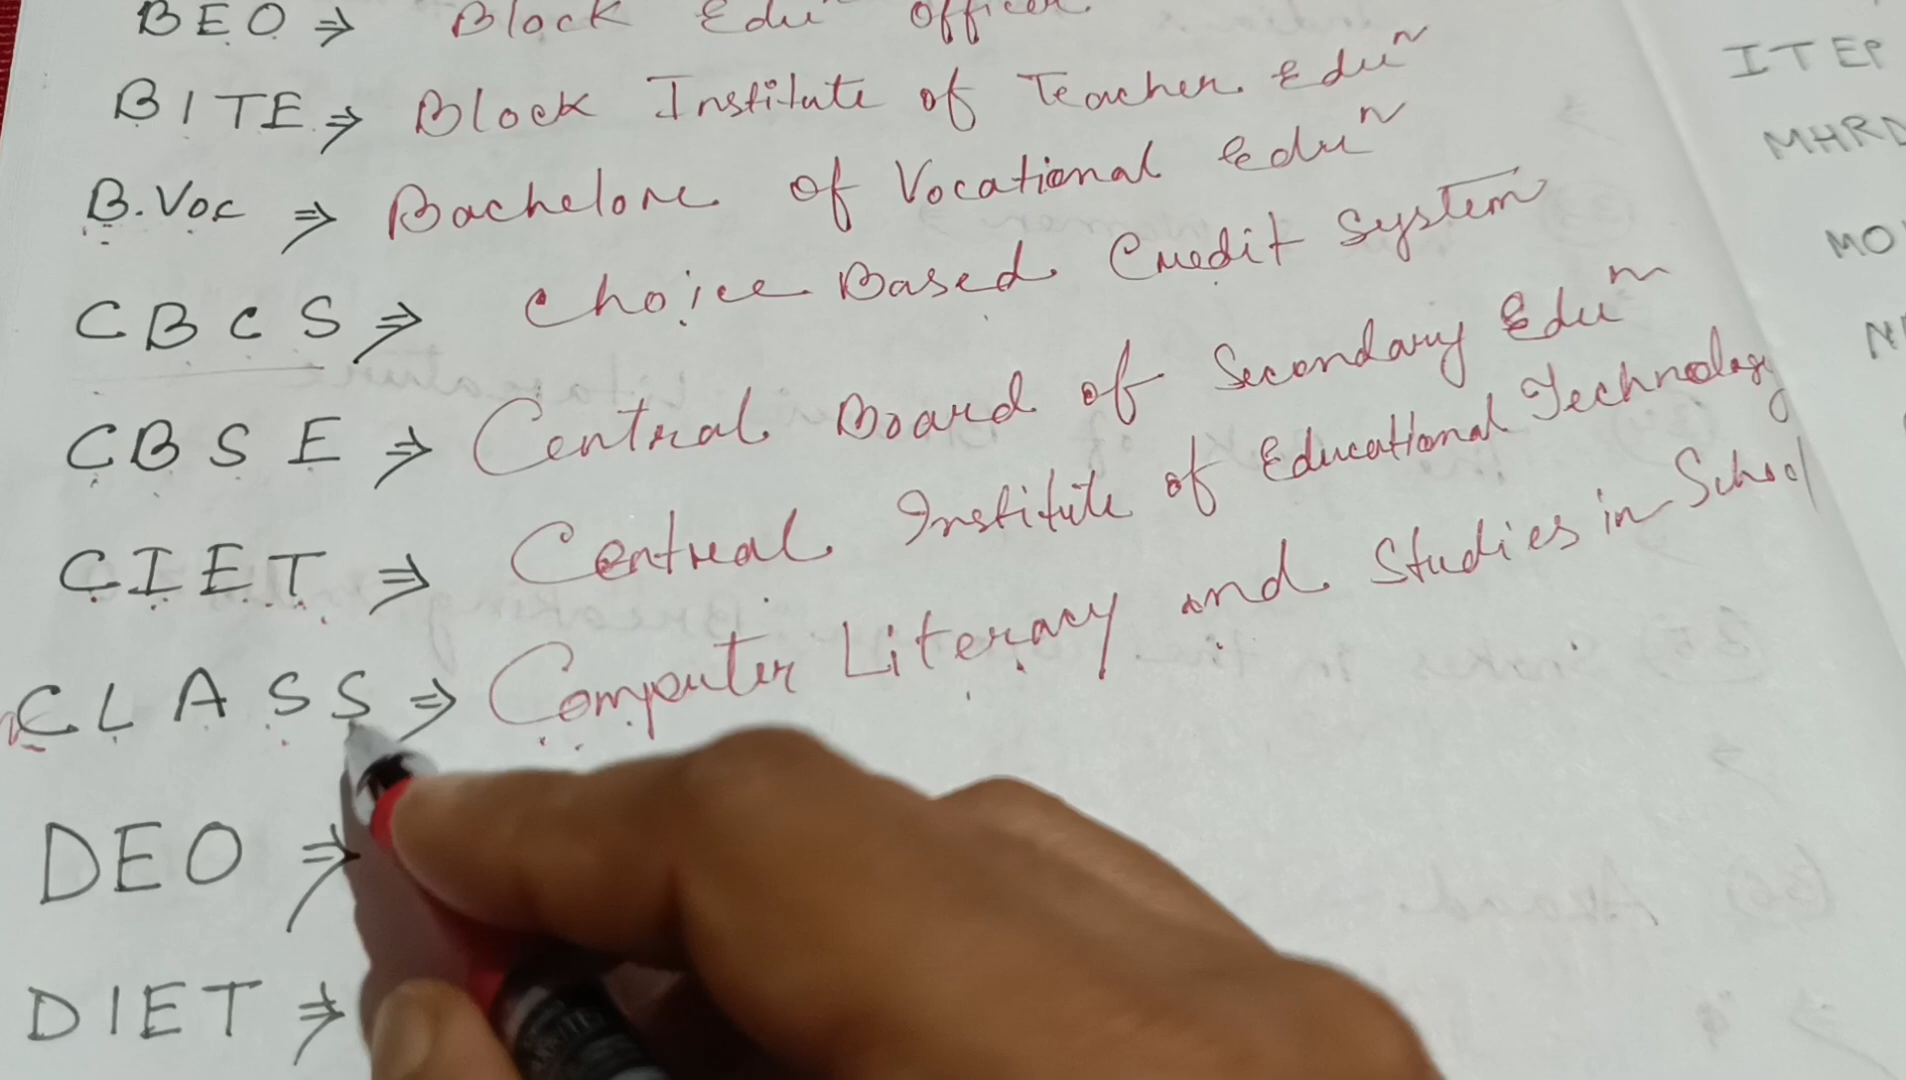 BEO ⇒ Block Eduⁿ Officer
BITE ⇒ Block Institute of Teacher Eduⁿ
B.Voc ⇒ Bachelore of Vocational Eduⁿ
CBCS ⇒ Choice Based Credit System
CBSE ⇒ Central Board of Secondary Eduⁿ
CIET ⇒ Central Institute of Educational Technology
CLASS ⇒ Computer Literacy and Studies in School
DEO ⇒
DIET ⇒
ITEP
MHRD
MO